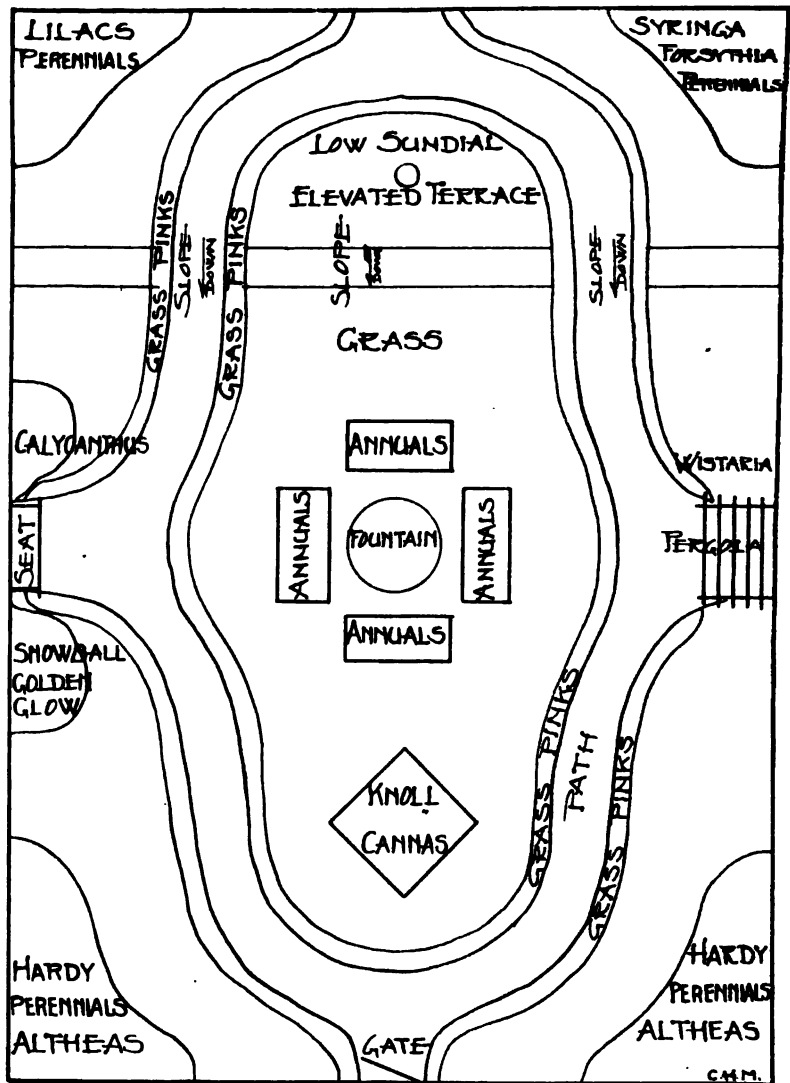 LILACS
PERENNIALS
SYRINGA
FORSYTHIA
PERENNIALS
LOW SUNDIAL
ELEVATED TERRACE
GRASS PINKS
SLOPE
DOWN
GRASS PINKS
SLOPE
DOWN
SLOPE
DOWN
GRASS
CALYCANTHUS
ANNUALS
WISTARIA
SEAT
ANNUALS
FOUNTAIN
ANNUALS
PERGOLA
ANNUALS
SNOWBALL
GOLDEN
GLOW
GRASS PINKS
PATH
GRASS PINKS
KNOLL
CANNAS
HARDY
PERENNIALS
ALTHEAS
HARDY
PERENNIALS
ALTHEAS
GATE
C.H.M.